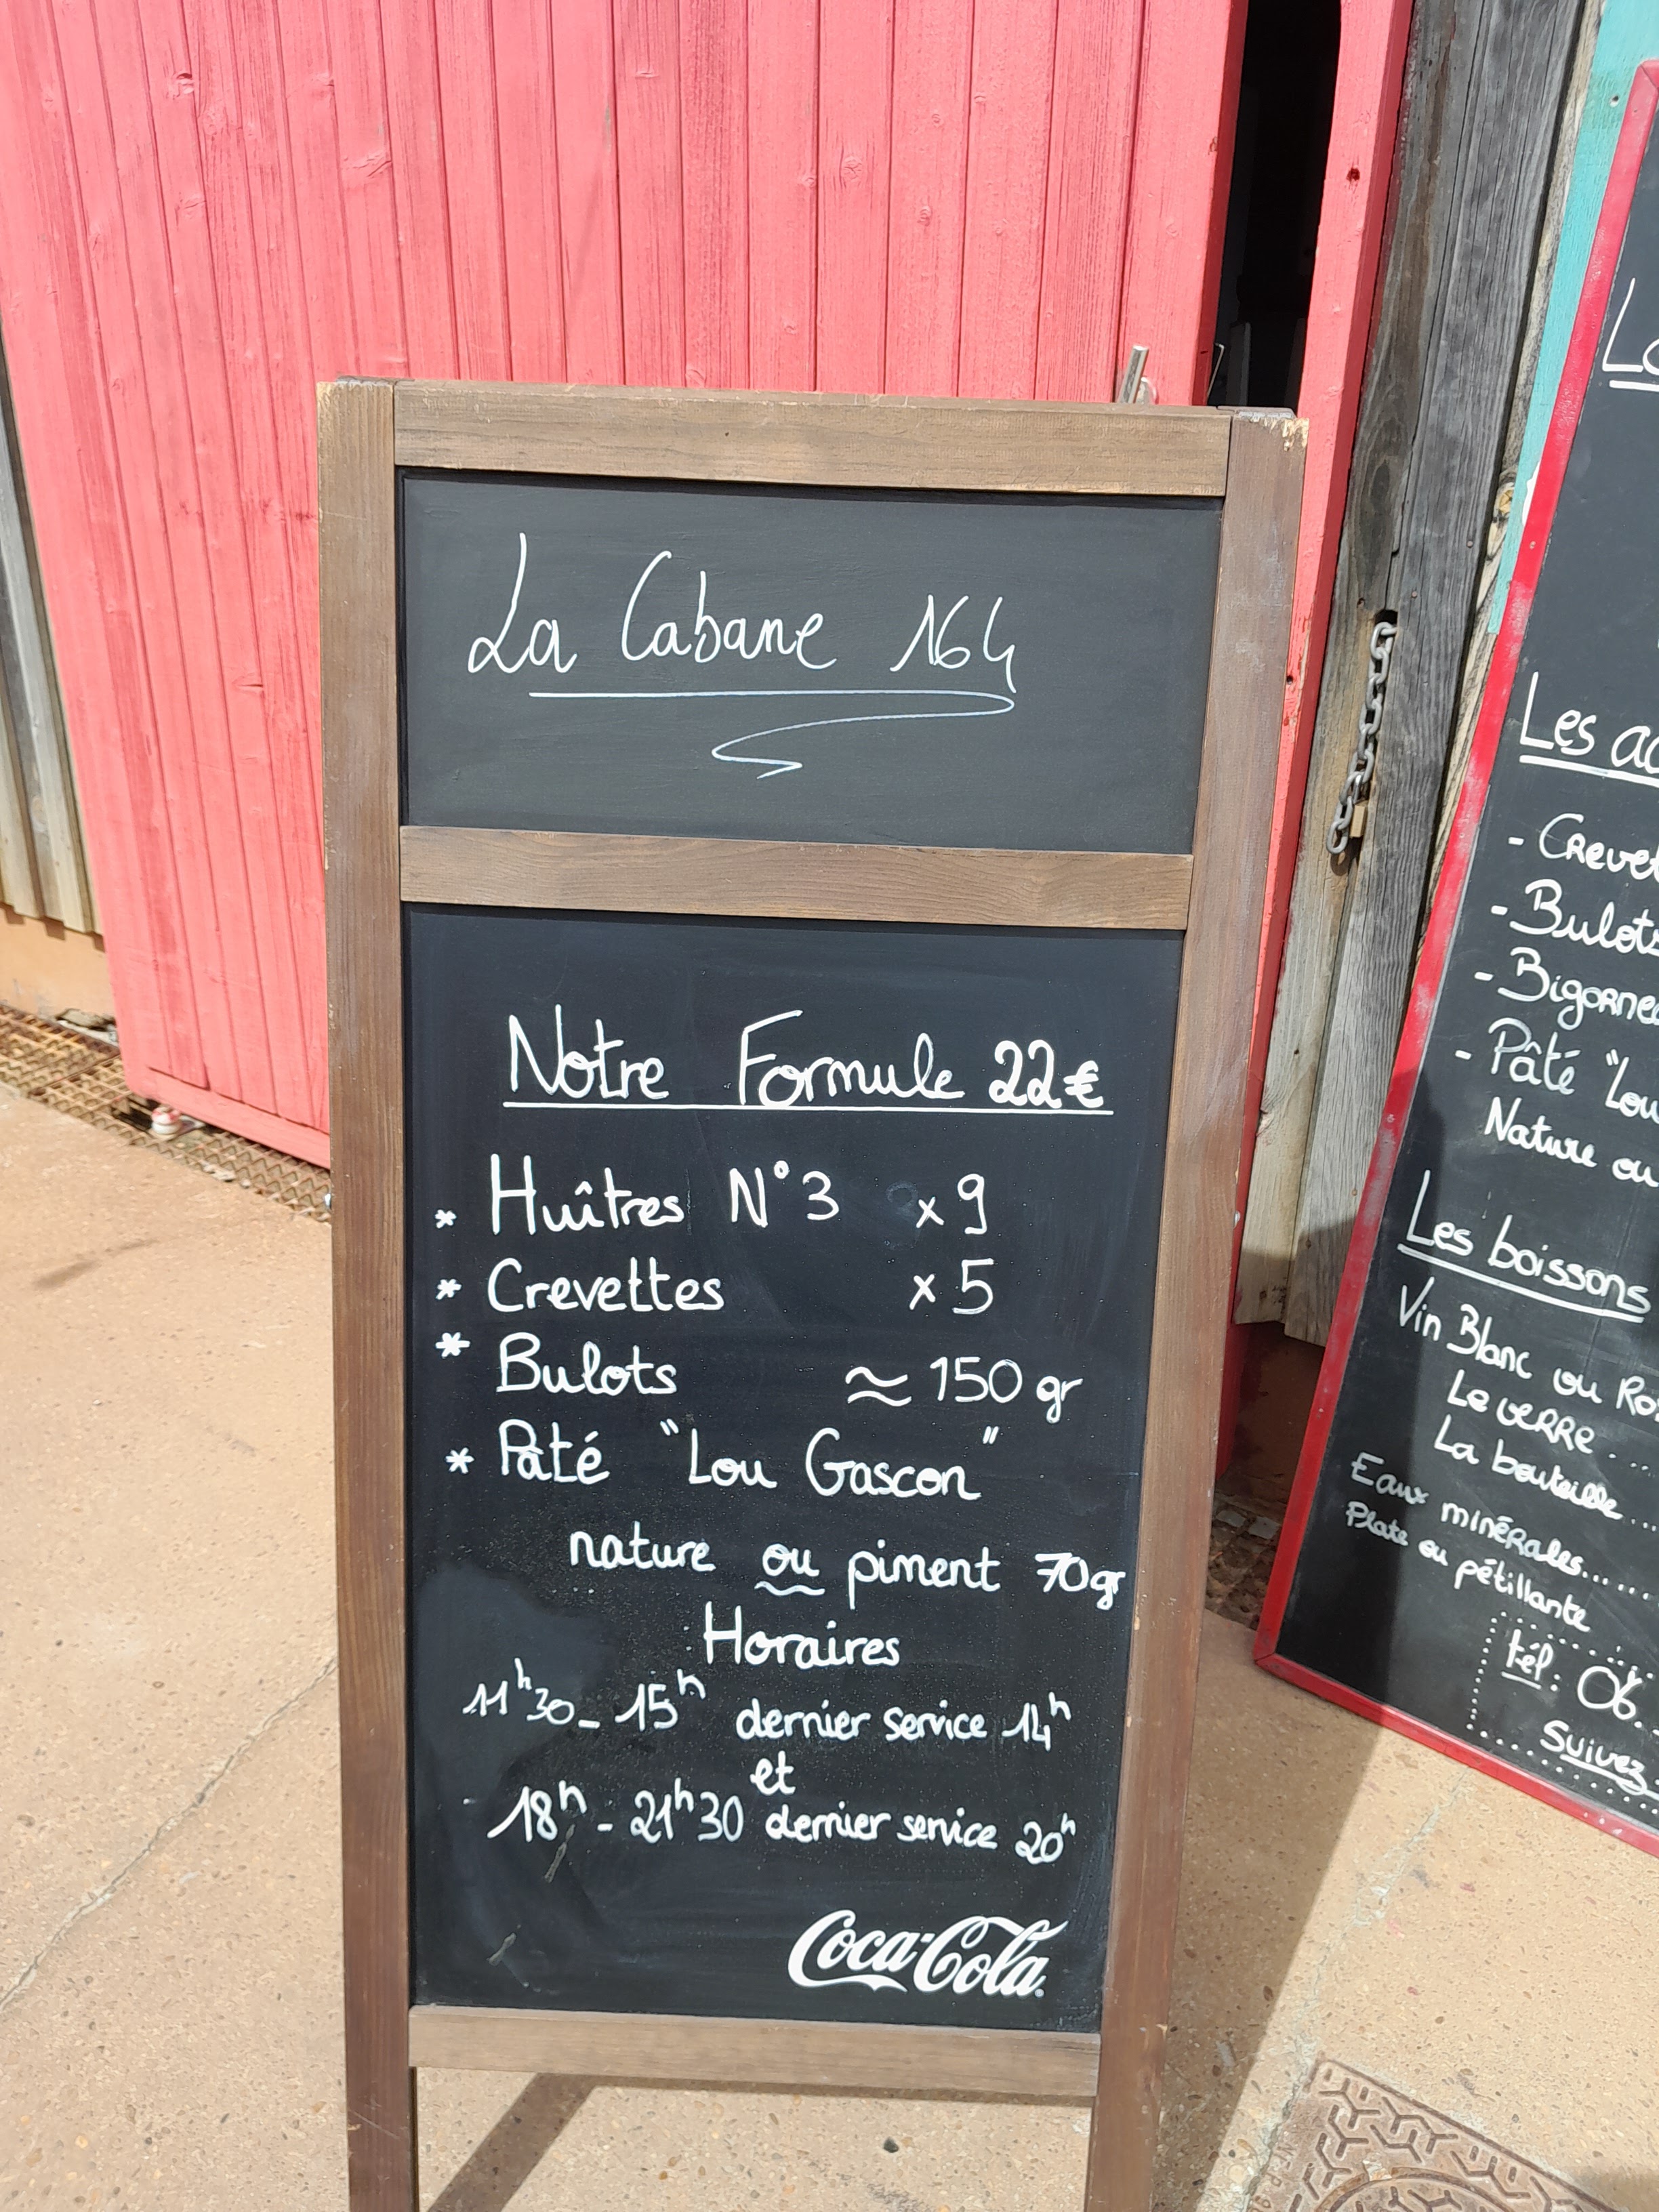 La Cabane 164
Notre Formule 22€
* Huîtres N°3 x 9
* Crevettes x 5
* Bulots ≈ 150 gr
* Pâté "Lou Gascon"
nature ou piment 70gr
Horaires
11h30 - 15h dernier service 14h
et
18h - 21h30 dernier service 20h
Coca-Cola
Les
- Bulots
- Pâté "Lou
Nature ou
Les boissons
Vin Blanc ou
Le verre ...
La bouteille ...
Eaux minérales......
Plate ou pétillante
tél : 06.
Suivez-